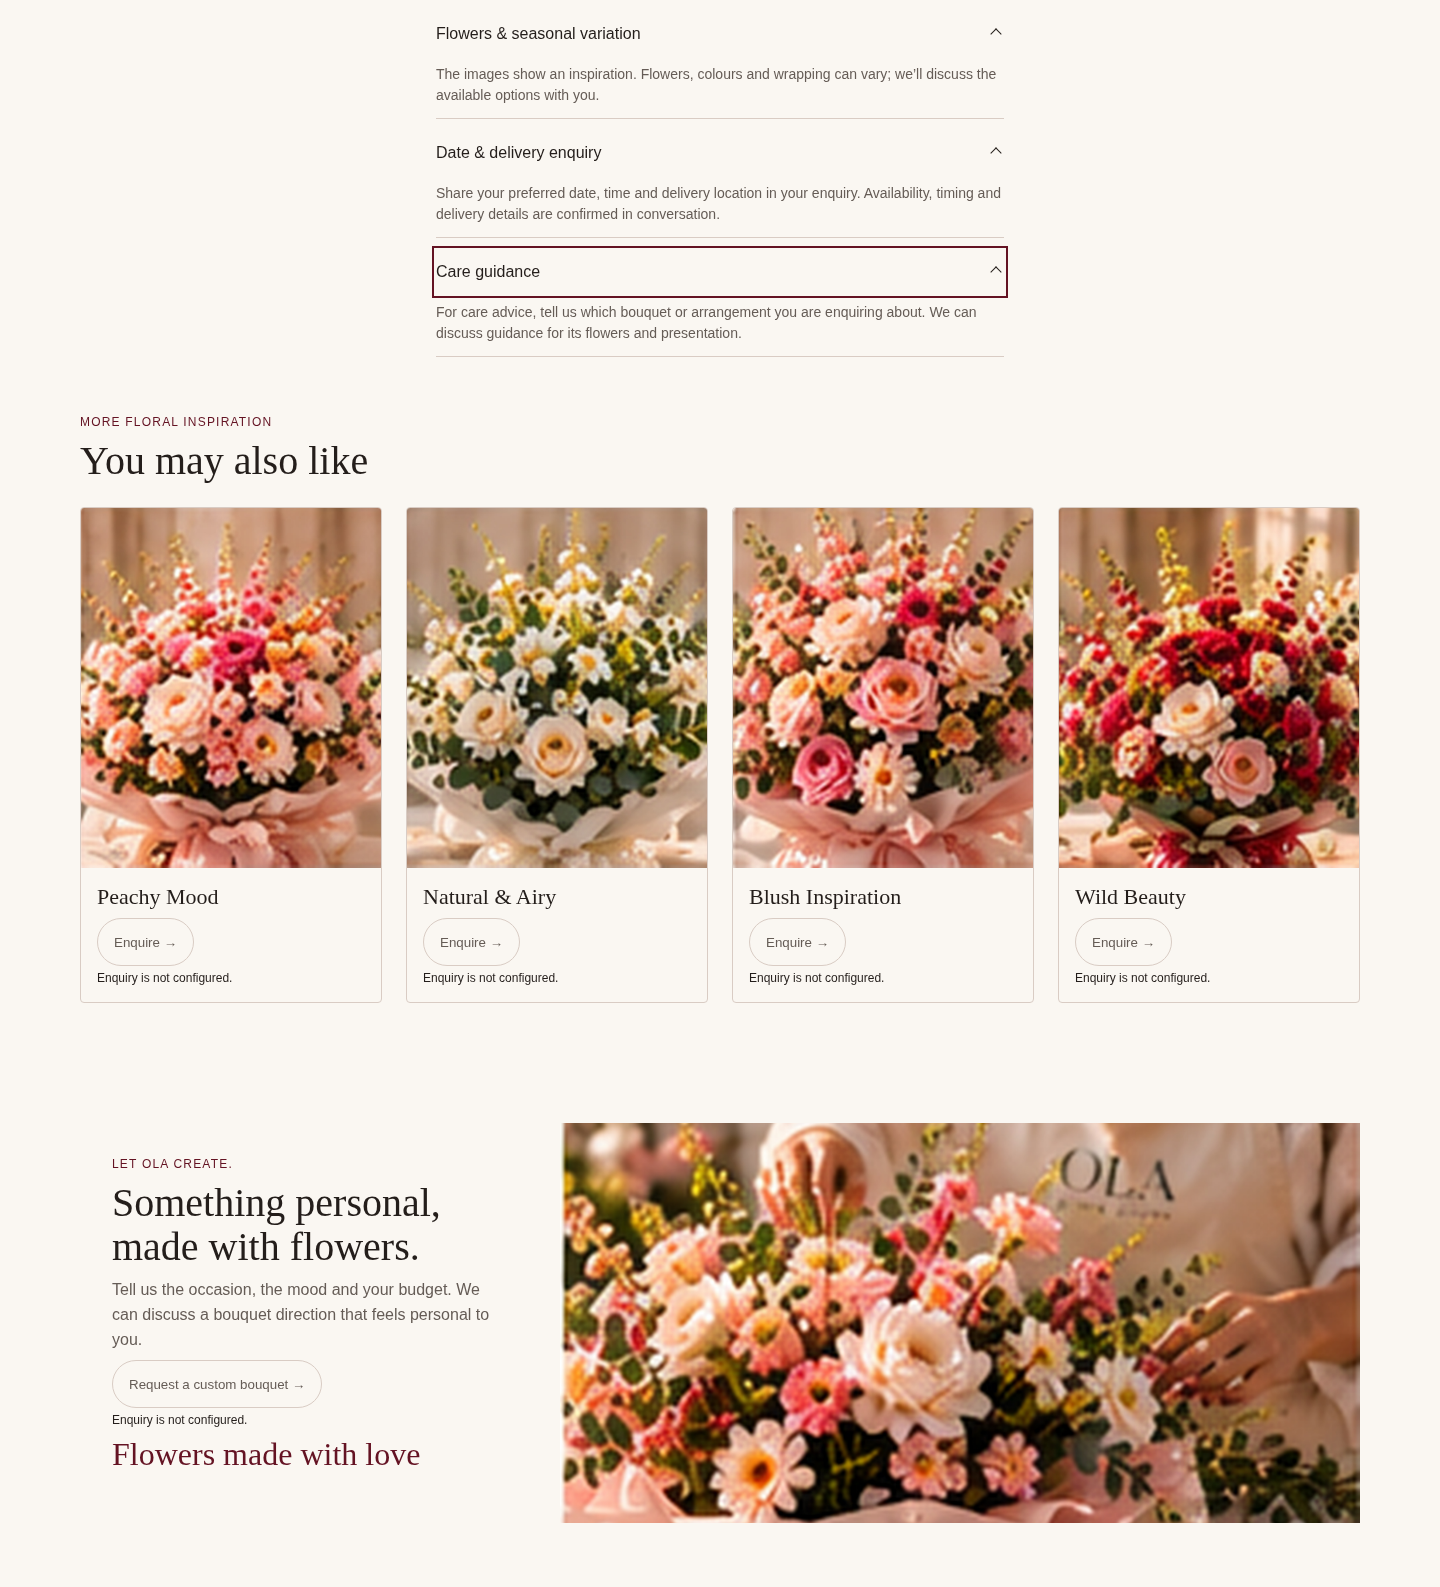 Flowers & seasonal variation
The images show an inspiration. Flowers, colours and wrapping can vary; we'll discuss the
available options with you.
Date & delivery enquiry
Share your preferred date, time and delivery location in your enquiry. Availability, timing and
delivery details are confirmed in conversation.
Care guidance
For care advice, tell us which bouquet or arrangement you are enquiring about. We can
discuss guidance for its flowers and presentation.
MORE FLORAL INSPIRATION
You may also like
Peachy Mood
Enquire →
Enquiry is not configured.
Natural & Airy
Enquire →
Enquiry is not configured.
Blush Inspiration
Enquire →
Enquiry is not configured.
Wild Beauty
Enquire →
Enquiry is not configured.
LET OLA CREATE.
Something personal,
made with flowers.
Tell us the occasion, the mood and your budget. We
can discuss a bouquet direction that feels personal to
you.
Request a custom bouquet →
Enquiry is not configured.
Flowers made with love
OLA